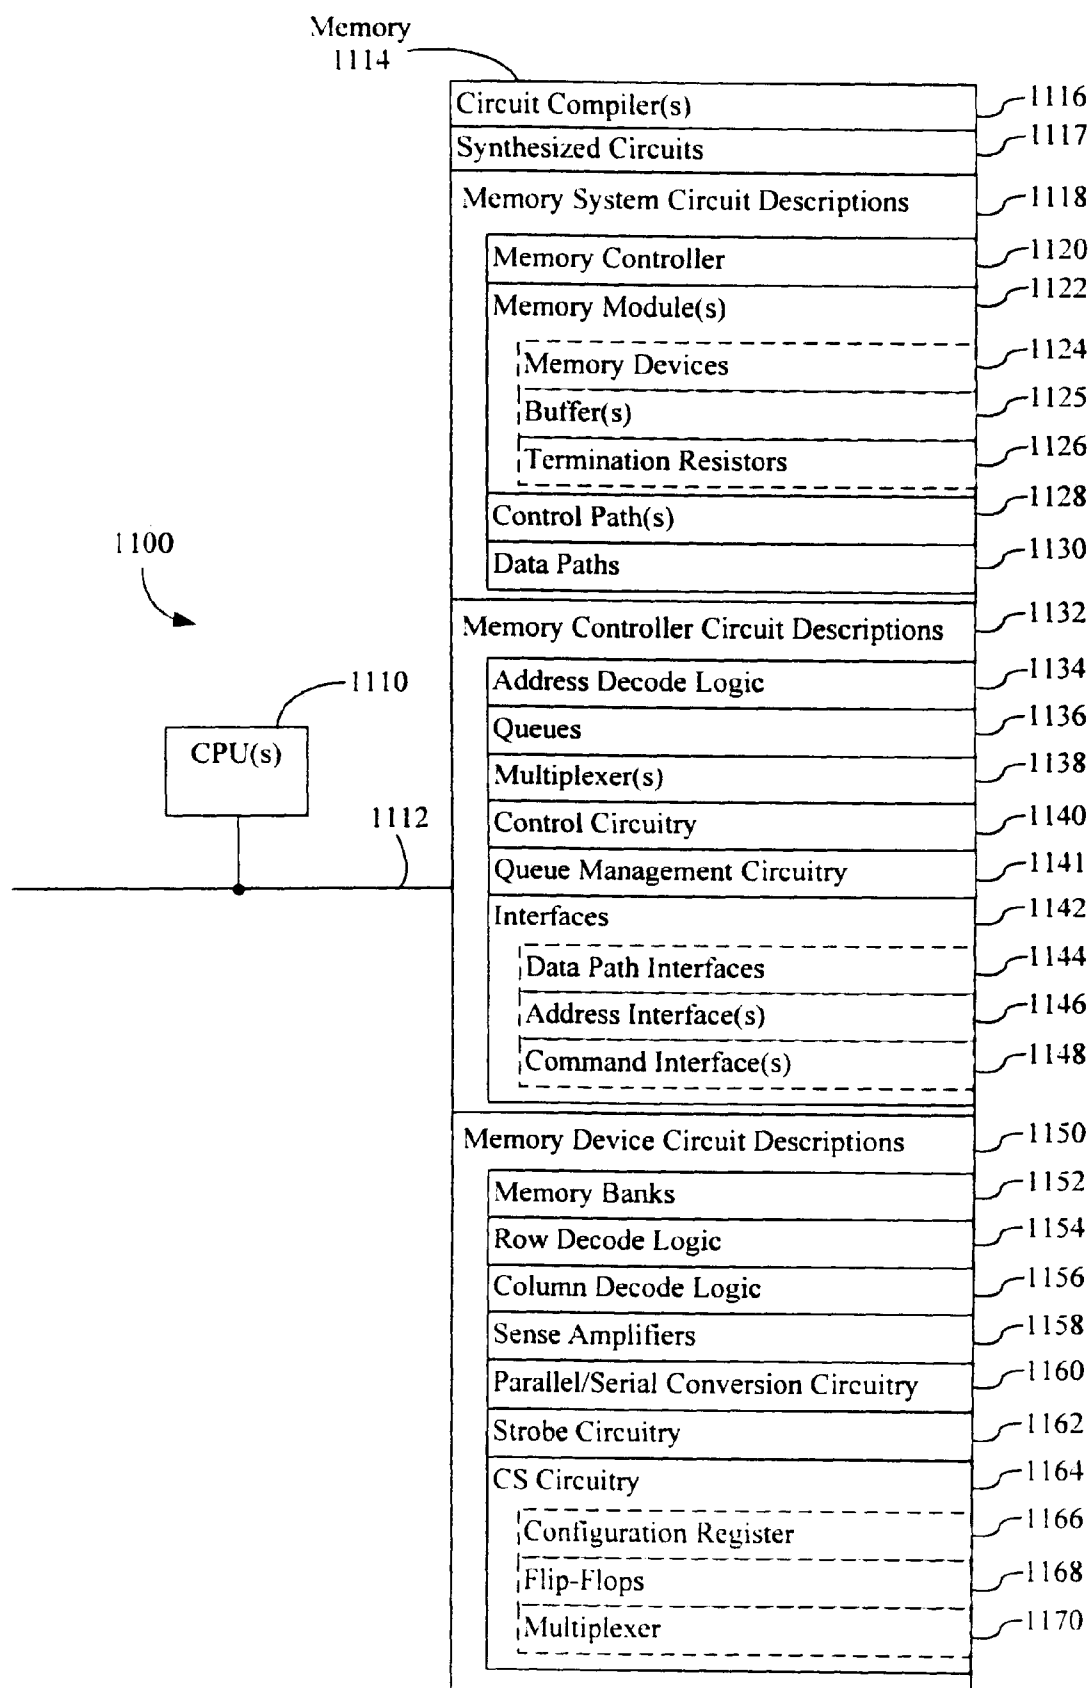 Memory
1114
Circuit Compiler(s) 1116
Synthesized Circuits 1117
Memory System Circuit Descriptions 1118
Memory Controller 1120
Memory Module(s) 1122
Memory Devices 1124
Buffer(s) 1125
Termination Resistors 1126
Control Path(s) 1128
Data Paths 1130
1100
Memory Controller Circuit Descriptions 1132
Address Decode Logic 1134
1110
Queues 1136
CPU(s)
Multiplexer(s) 1138
1112
Control Circuitry 1140
Queue Management Circuitry 1141
Interfaces 1142
Data Path Interfaces 1144
Address Interface(s) 1146
Command Interface(s) 1148
Memory Device Circuit Descriptions 1150
Memory Banks 1152
Row Decode Logic 1154
Column Decode Logic 1156
Sense Amplifiers 1158
Parallel/Serial Conversion Circuitry 1160
Strobe Circuitry 1162
CS Circuitry 1164
Configuration Register 1166
Flip-Flops 1168
Multiplexer 1170